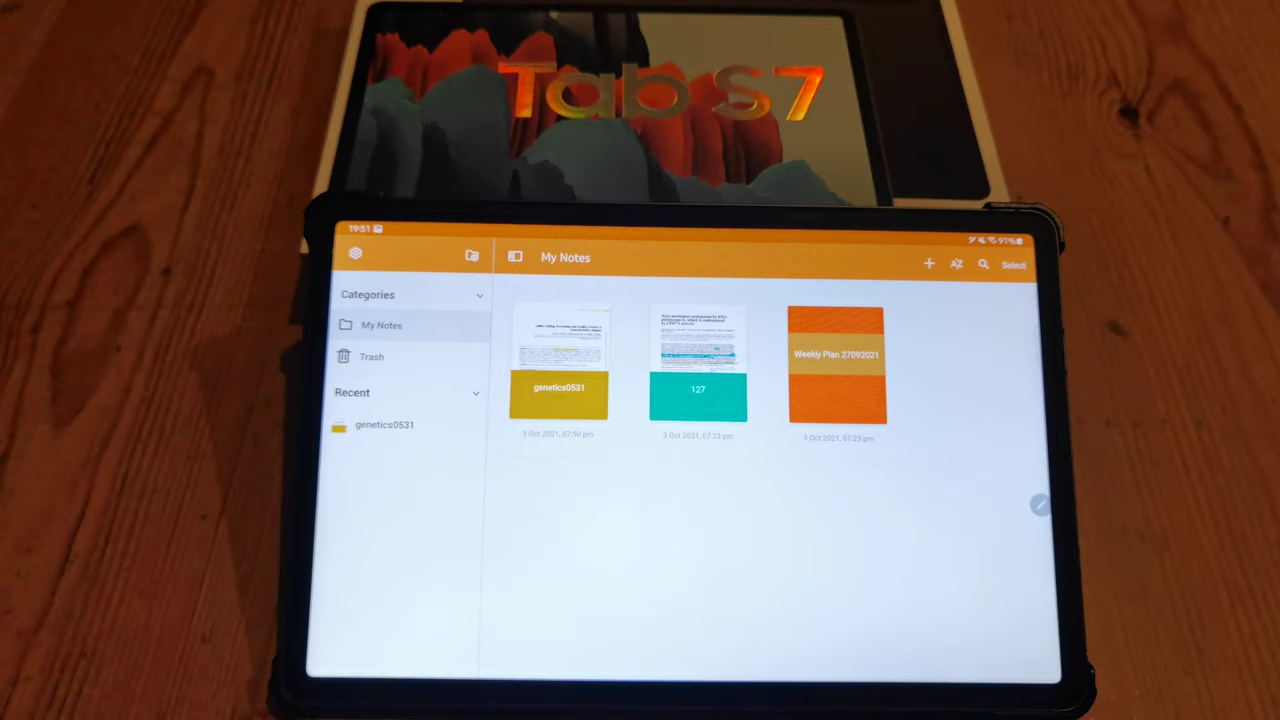 Tab S7
19:51
91%
My Notes
Select
Categories
My Notes
Trash
Recent
genetics0531
genetics0531
3 Oct 2021, 07:50 pm
127
3 Oct 2021, 07:23 pm
Weekly Plan 27092021
3 Oct 2021, 07:23 pm